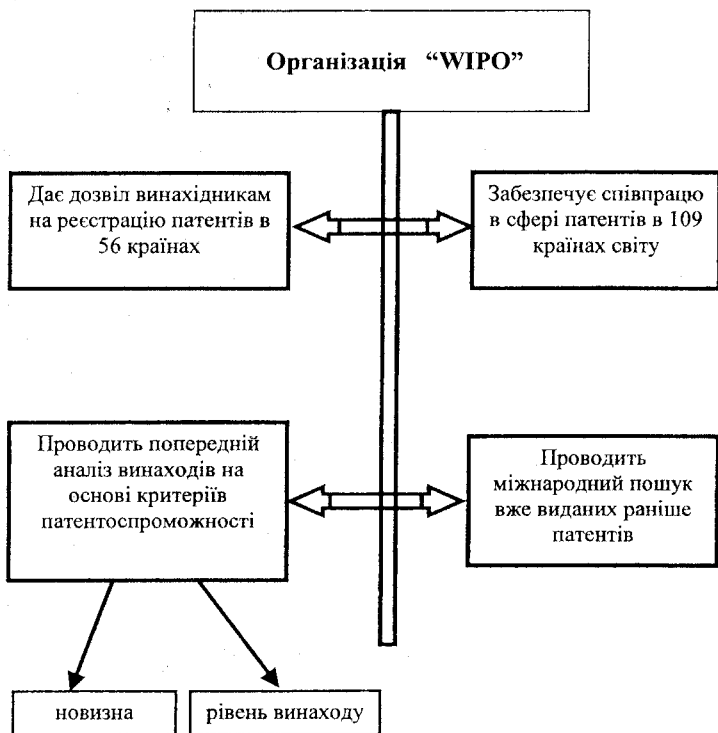 Організація “WIPO”
Дає дозвіл винахідникам
на реєстрацію патентів в
56 країнах
Забезпечує співпрацю
в сфері патентів в 109
країнах світу
Проводить попередній
аналіз винаходів на
основі критеріїв
патентоспроможності
Проводить
міжнародний пошук
вже виданих раніше
патентів
новизна
рівень винаходу